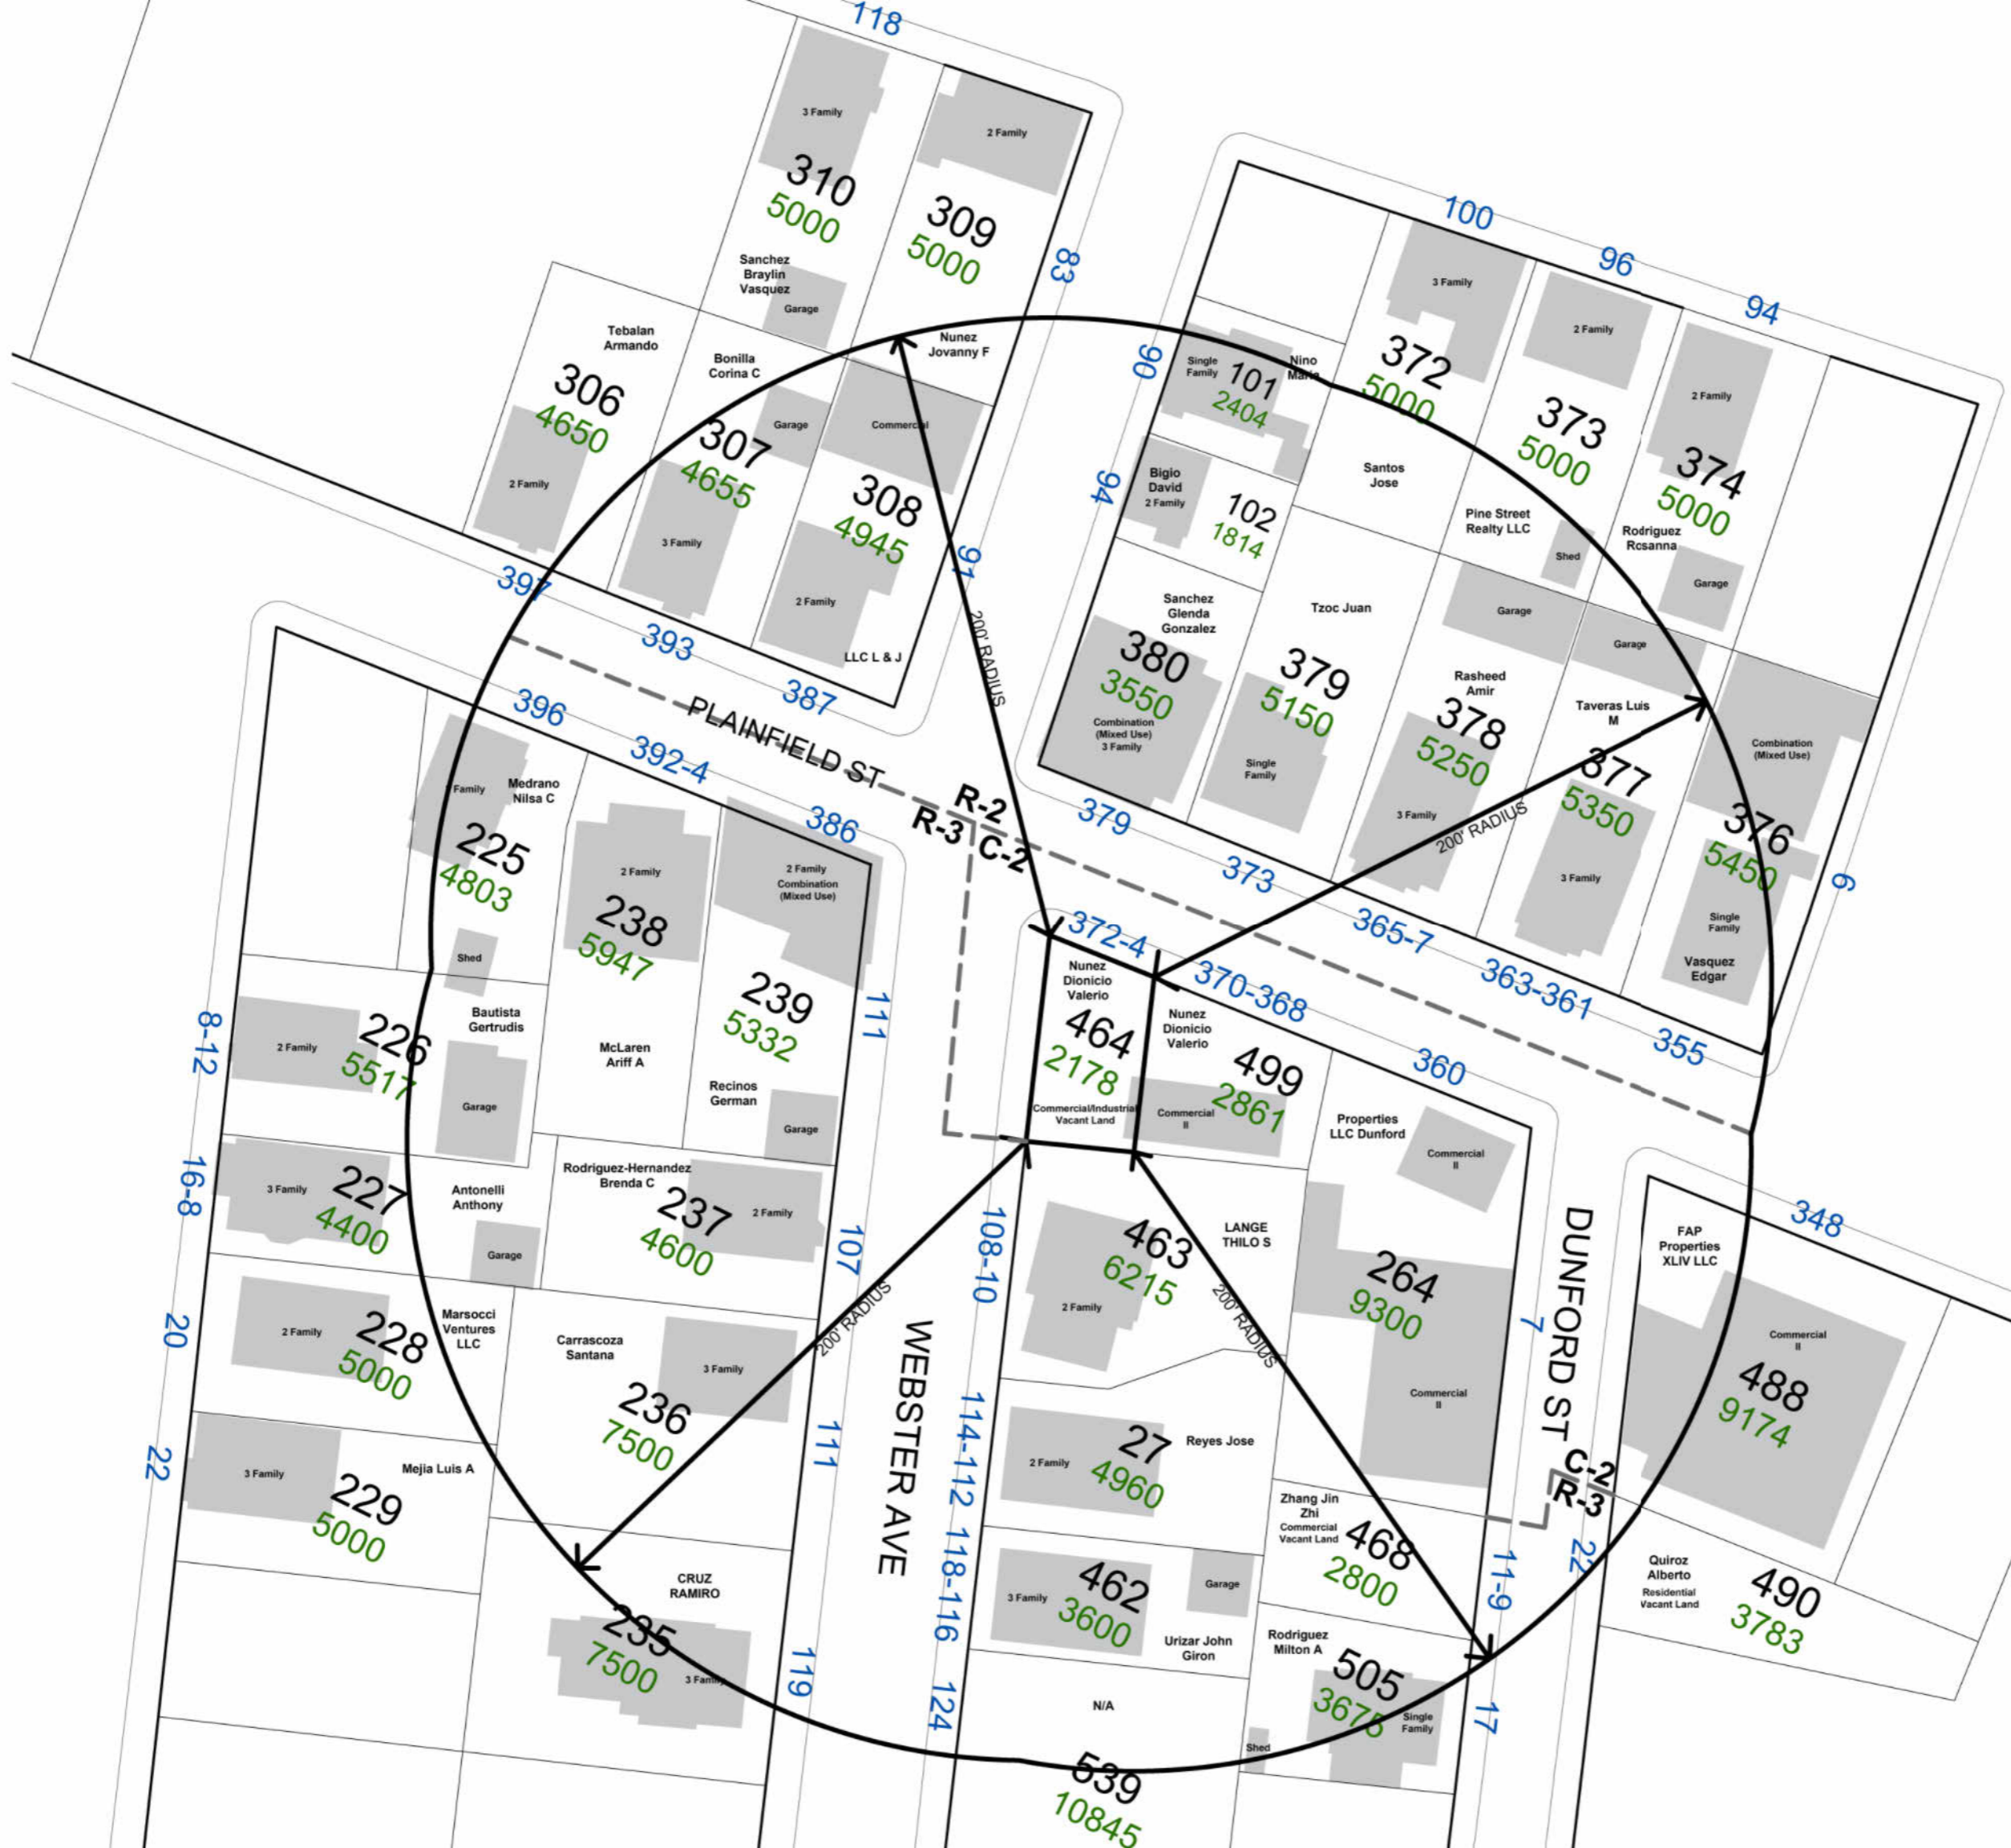 118
3 Family
310
5000
2 Family
309
5000
83
Sanchez
Braylin
Vasquez
Garage
Nunez
Jovanny F
Tebalan
Armando
306
4650
2 Family
Bonilla
Corina C
307
4655
Garage
3 Family
Commercial
308
4945
2 Family
LLC L & J
91
397
393
387
100
96
94
90
94
Single
Family
101
2404
Nino
Maria
3 Family
372
5000
Santos
Jose
2 Family
373
5000
Pine Street
Realty LLC
Shed
2 Family
374
5000
Rodriguez
Rosanna
Garage
Bigio
David
2 Family
102
1814
Sanchez
Glenda
Gonzalez
380
3550
Combination
(Mixed Use)
3 Family
Tzoc Juan
379
5150
Single
Family
Garage
Rasheed
Amir
378
5250
3 Family
Garage
Taveras Luis
M
377
5350
3 Family
Combination
(Mixed Use)
376
5450
Single
Family
Vasquez
Edgar
6
379
373
365-7
363-361
355
200' RADIUS
200' RADIUS
PLAINFIELD ST
R-2
R-3
C-2
396
392-4
386
Family
Medrano
Nilsa C
225
4803
Shed
2 Family
238
5947
McLaren
Ariff A
2 Family
Combination
(Mixed Use)
239
5332
Recinos
German
Garage
111
8-12
2 Family
226
5517
Bautista
Gertrudis
Garage
16-8
3 Family
227
4400
Antonelli
Anthony
Garage
Rodriguez-Hernandez
Brenda C
237
4600
2 Family
107
20
2 Family
228
5000
Marsocci
Ventures
LLC
Carrascoza
Santana
3 Family
236
7500
111
22
3 Family
229
5000
Mejia Luis A
CRUZ
RAMIRO
235
7500
3 Family
119
200' RADIUS
WEBSTER AVE
372-4
370-368
360
Nunez
Dionicio
Valerio
464
2178
Commercial/Industrial
Vacant Land
Nunez
Dionicio
Valerio
499
2861
Commercial
II
Properties
LLC Dunford
Commercial
II
264
9300
Commercial
II
7
108-10
463
6215
2 Family
LANGE
THILO S
200' RADIUS
114-112
27
4960
2 Family
Reyes Jose
118-116
462
3600
3 Family
Garage
Urizar John
Giron
124
N/A
539
10845
Zhang Jin
Zhi
Commercial
Vacant Land
468
2800
11-9
Rodriguez
Milton A
505
3675
Single
Family
Shed
17
DUNFORD ST
C-2
R-3
22
348
FAP
Properties
XLIV LLC
Commercial
II
488
9174
Quiroz
Alberto
Residential
Vacant Land
490
3783